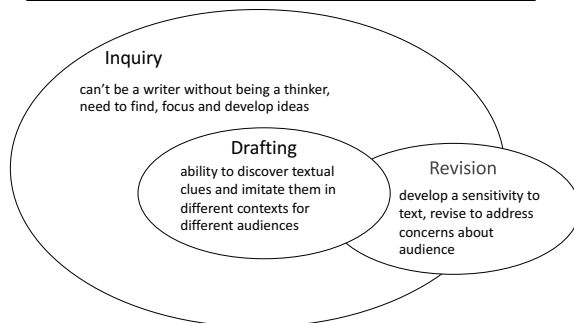 Inquiry
can't be a writer without being a thinker,
need to find, focus and develop ideas
Drafting
ability to discover textual
clues and imitate them in
different contexts for
different audiences
Revision
develop a sensitivity to
text, revise to address
concerns about
audience